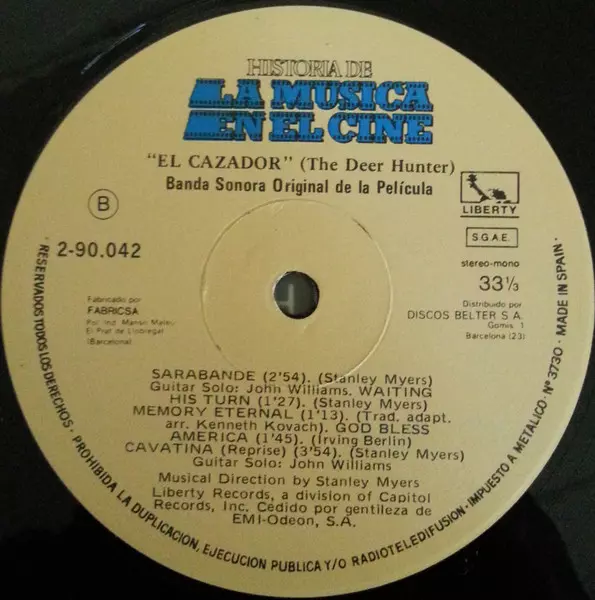 HISTORIA DE
LA MUSICA
EN EL CINE
"EL CAZADOR" (The Deer Hunter)
Banda Sonora Original de la Película
B
LIBERTY
S.G.A.E.
2-90.042
stereo-mono
33 1/3
Fabricado por
FABRICSA
Pol. Ind. Manso Mateu
El Prat de Llobregat
(Barcelona)
Distribuido por
DISCOS BELTER S.A.
Gomis, 1
Barcelona (23)
SARABANDE (2'54). (Stanley Myers)
Guitar Solo: John Williams. WAITING
HIS TURN (1'27). (Stanley Myers)
MEMORY ETERNAL (1'13). (Trad. adapt.
arr. Kenneth Kovach). GOD BLESS
AMERICA (1'45). (Irving Berlin)
CAVATINA (Reprise) (3'54). (Stanley Myers)
Guitar Solo: John Williams
Musical Direction by Stanley Myers
Liberty Records, a division of Capitol
Records, Inc. Cedido por gentileza de
EMI-Odeon, S.A.
· RESERVADOS TODOS LOS DERECHOS · PROHIBIDA LA DUPLICACION, EJECUCION PUBLICA Y/O RADIOTELEDIFUSION · IMPUESTO A METALICO · Nº 3730 · MADE IN SPAIN ·